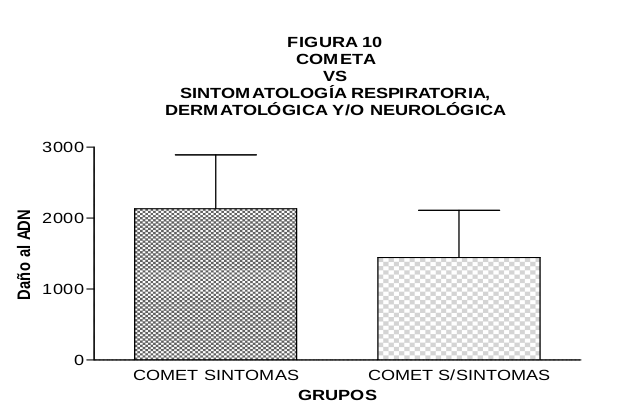 FIGURA 10
COMETA
VS
SINTOMATOLOGÍA RESPIRATORIA,
DERMATOLÓGICA Y/O NEUROLÓGICA
3000
2000
1000
0
Daño al ADN
COMET SINTOMAS
COMET S/SINTOMAS
GRUPOS